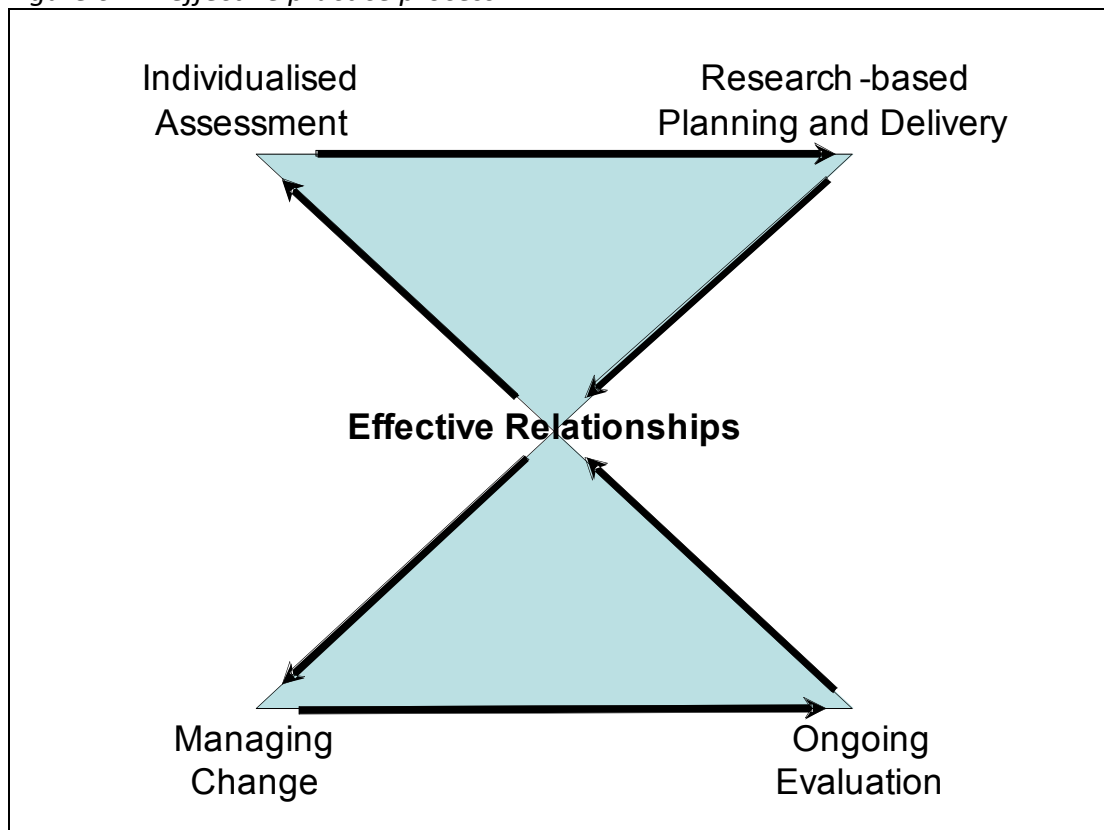 Individualised
Assessment
Research -based
Planning and Delivery
Effective Relationships
Managing
Change
Ongoing
Evaluation